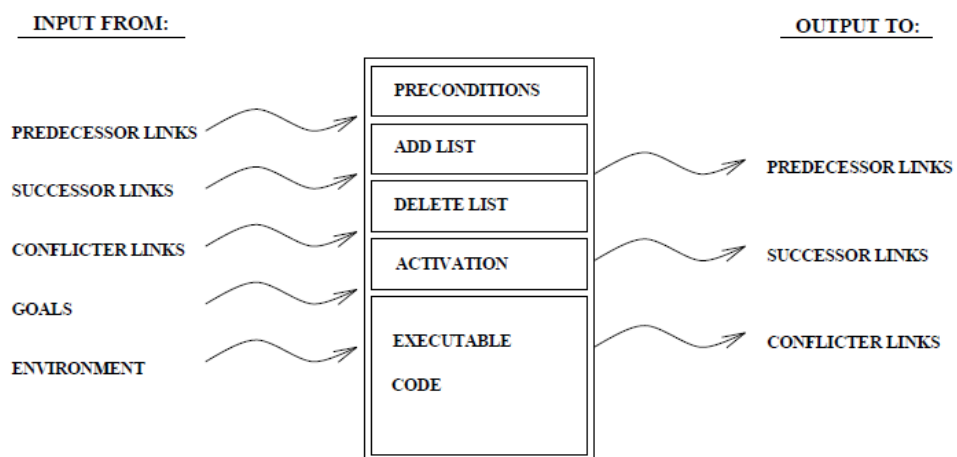 INPUT FROM:
OUTPUT TO:
PREDECESSOR LINKS
SUCCESSOR LINKS
CONFLICTER LINKS
GOALS
ENVIRONMENT
PRECONDITIONS
ADD LIST
DELETE LIST
ACTIVATION
EXECUTABLE
CODE
PREDECESSOR LINKS
SUCCESSOR LINKS
CONFLICTER LINKS